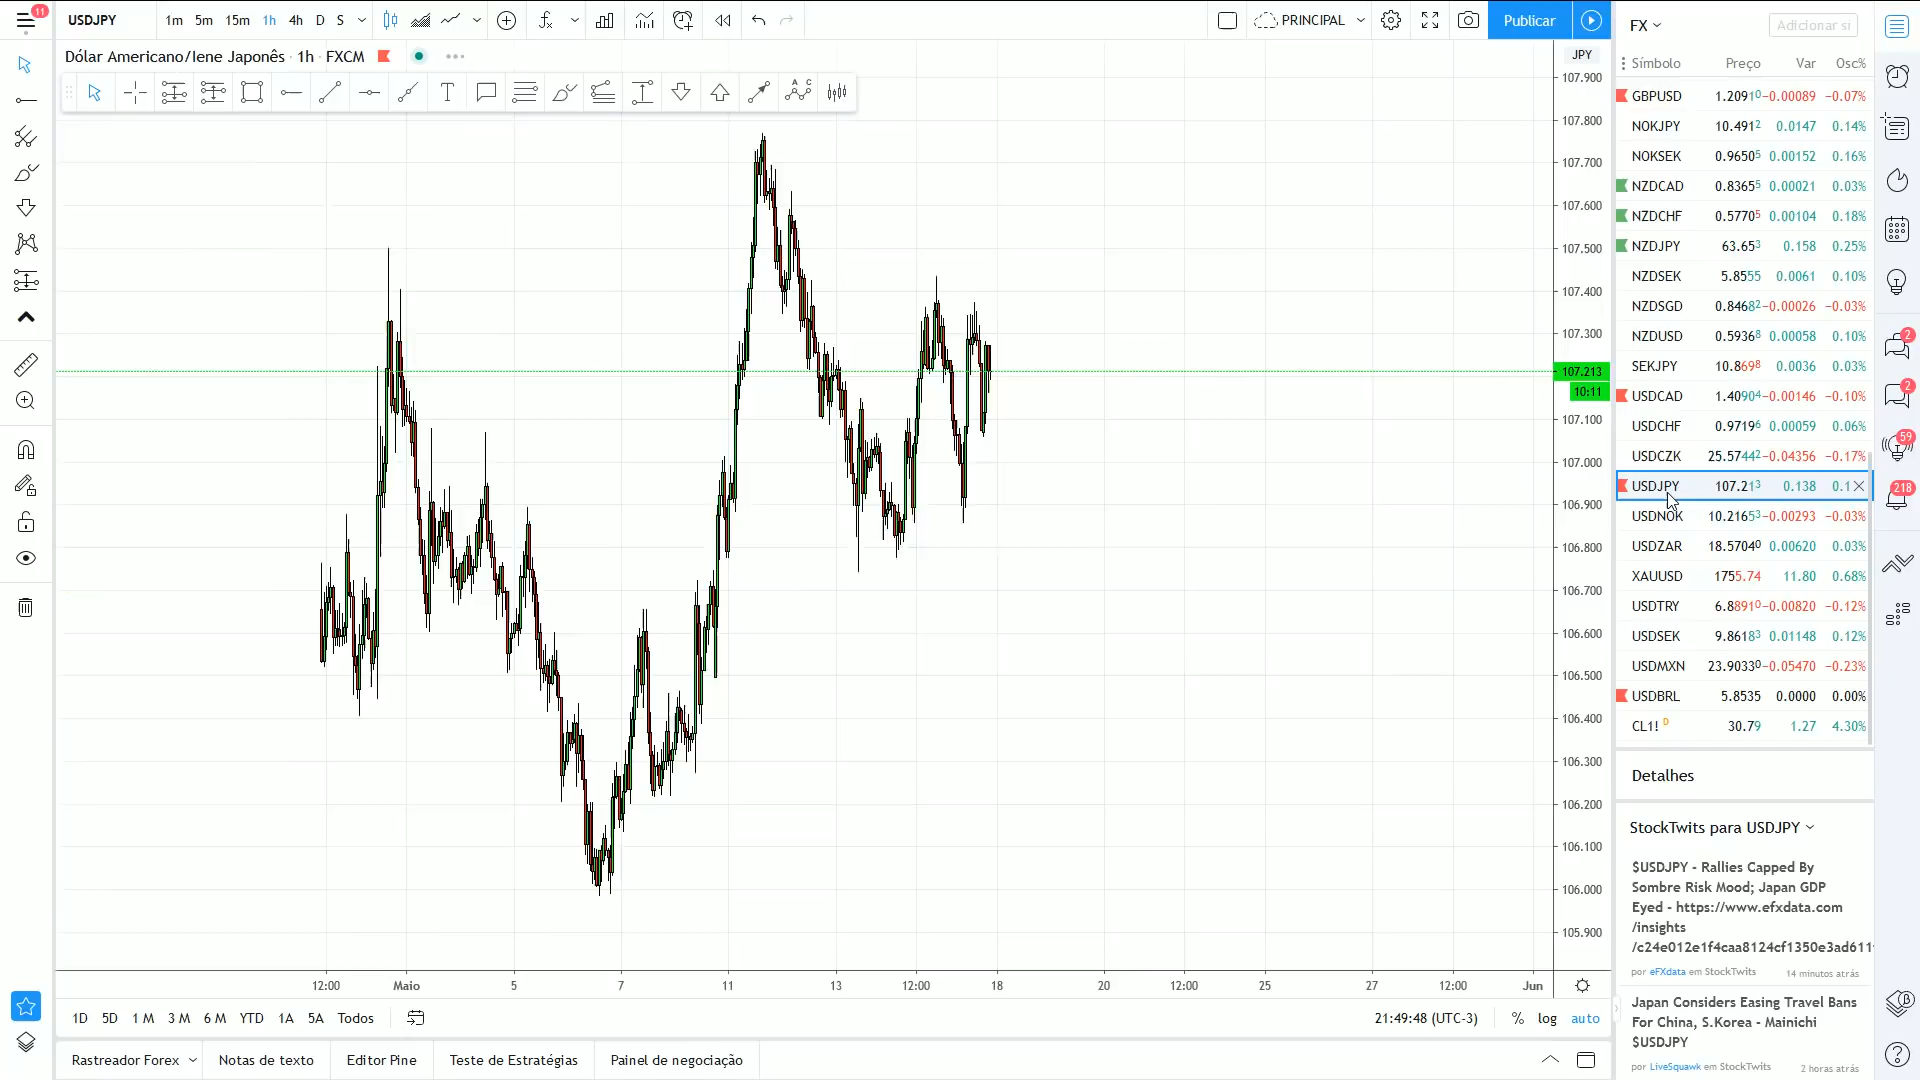 11
USDJPY
1m 5m 15m 1h 4h D S
PRINCIPAL
Publicar
Dólar Americano/Iene Japonês · 1h · FXCM
T
A C
B
JPY
107.900
107.800
107.700
107.600
107.500
107.400
107.300
107.213
10:11
107.100
107.000
106.900
106.800
106.700
106.600
106.500
106.400
106.300
106.200
106.100
106.000
105.900
12:00 Maio 5 7 11 13 12:00 18 20 12:00 25 27 12:00 Jun
1D 5D 1 M 3 M 6 M YTD 1A 5A Todos
21:49:48 (UTC-3) % log auto
Rastreador Forex Notas de texto Editor Pine Teste de Estratégias Painel de negociação
FX
Adicionar sí
Símbolo Preço Var Osc%
GBPUSD 1.20910 −0.00089 −0.07%
NOKJPY 10.4912 0.0147 0.14%
NOKSEK 0.96505 0.00152 0.16%
NZDCAD 0.83655 0.00021 0.03%
NZDCHF 0.57705 0.00104 0.18%
NZDJPY 63.653 0.158 0.25%
NZDSEK 5.8555 0.0061 0.10%
NZDSGD 0.84682 −0.00026 −0.03%
NZDUSD 0.59368 0.00058 0.10%
SEKJPY 10.8698 0.0036 0.03%
USDCAD 1.40904 −0.00146 −0.10%
USDCHF 0.97196 0.00059 0.06%
USDCZK 25.57442 −0.04356 −0.17%
USDJPY 107.213 0.138 0.1
USDNOK 10.21653 −0.00293 −0.03%
USDZAR 18.57040 0.00620 0.03%
XAUUSD 1755.74 11.80 0.68%
USDTRY 6.88910 −0.00820 −0.12%
USDSEK 9.86183 0.01148 0.12%
USDMXN 23.90330 −0.05470 −0.23%
USDBRL 5.8535 0.0000 0.00%
CL1! D 30.79 1.27 4.30%
Detalhes
StockTwits para USDJPY
$USDJPY - Rallies Capped By
Sombre Risk Mood; Japan GDP
Eyed - https://www.efxdata.com
/insights
/c24e012e1f4caa8124cf1350e3ad611
por eFXdata em StockTwits 14 minutos atrás
Japan Considers Easing Travel Bans
For China, S.Korea - Mainichi
$USDJPY
por LiveSquawk em StockTwits 2 horas atrás
2
2
59
218